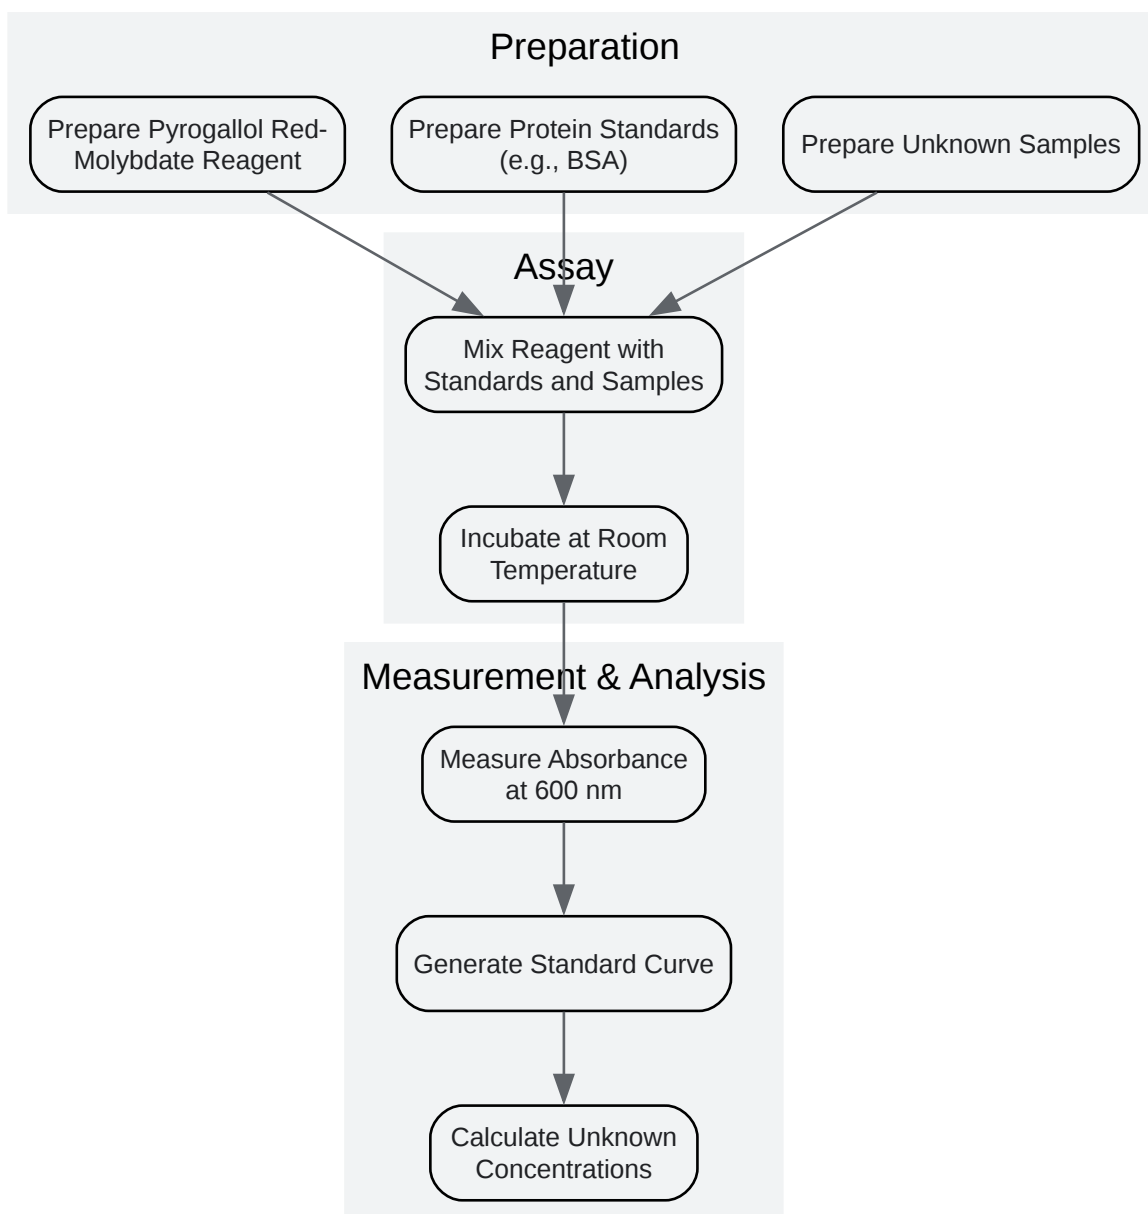 Preparation
Prepare Pyrogallol Red-
Molybdate Reagent
Prepare Protein Standards
(e.g., BSA)
Prepare Unknown Samples
Assay
Mix Reagent with
Standards and Samples
Incubate at Room
Temperature
Measurement & Analysis
Measure Absorbance
at 600 nm
Generate Standard Curve
Calculate Unknown
Concentrations